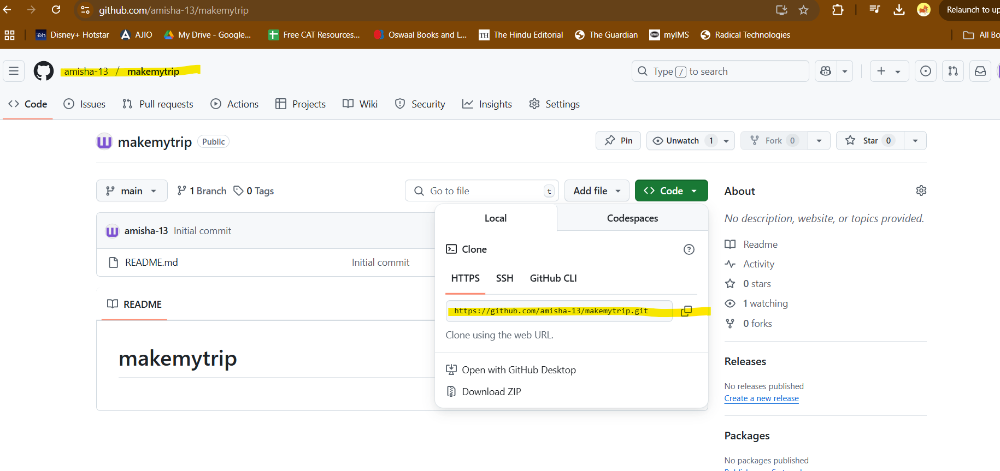 github.com/amisha-13/makemytrip
Relaunch to up
Disney+ Hotstar AJIO My Drive - Google... Free CAT Resources... Oswaal Books and L... TH The Hindu Editorial The Guardian ims myIMS Radical Technologies All Bo
amisha-13 / makemytrip
Type / to search
Code Issues Pull requests Actions Projects Wiki Security Insights Settings
makemytrip Public
Pin Unwatch 1 Fork 0 Star 0
main 1 Branch 0 Tags
Go to file t Add file Code
amisha-13 Initial commit
README.md Initial commit
README
makemytrip
Local Codespaces
Clone
HTTPS SSH GitHub CLI
https://github.com/amisha-13/makemytrip.git
Clone using the web URL.
Open with GitHub Desktop
Download ZIP
About
No description, website, or topics provided.
Readme
Activity
0 stars
1 watching
0 forks
Releases
No releases published
Create a new release
Packages
No packages published